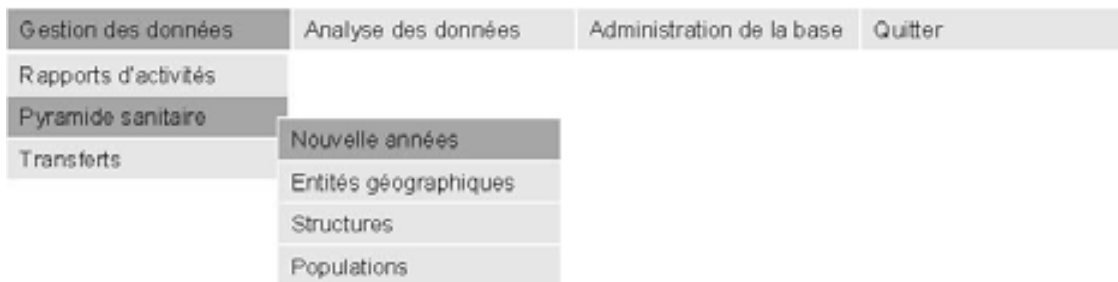 Gestion des données Analyse des données Administration de la base Quitter
Rapports d'activités
Pyramide sanitaire
Nouvelle années
Transferts
Entités géographiques
Structures
Populations